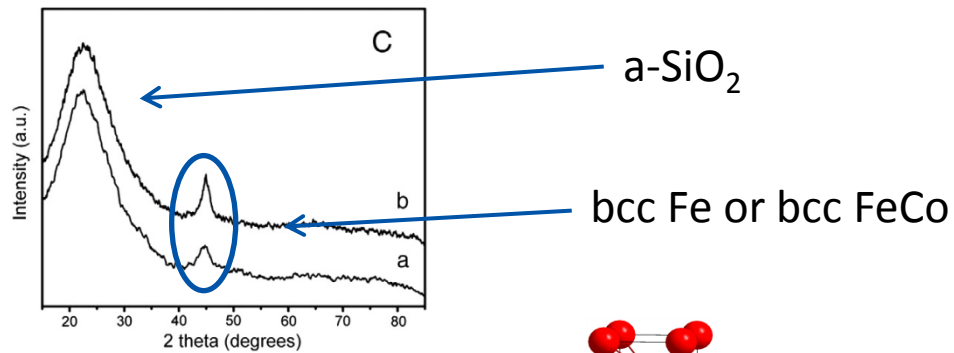 C
a-SiO₂
Intensity (a.u.)
b
bcc Fe or bcc FeCo
a
20 30 40 50 60 70 80
2 theta (degrees)